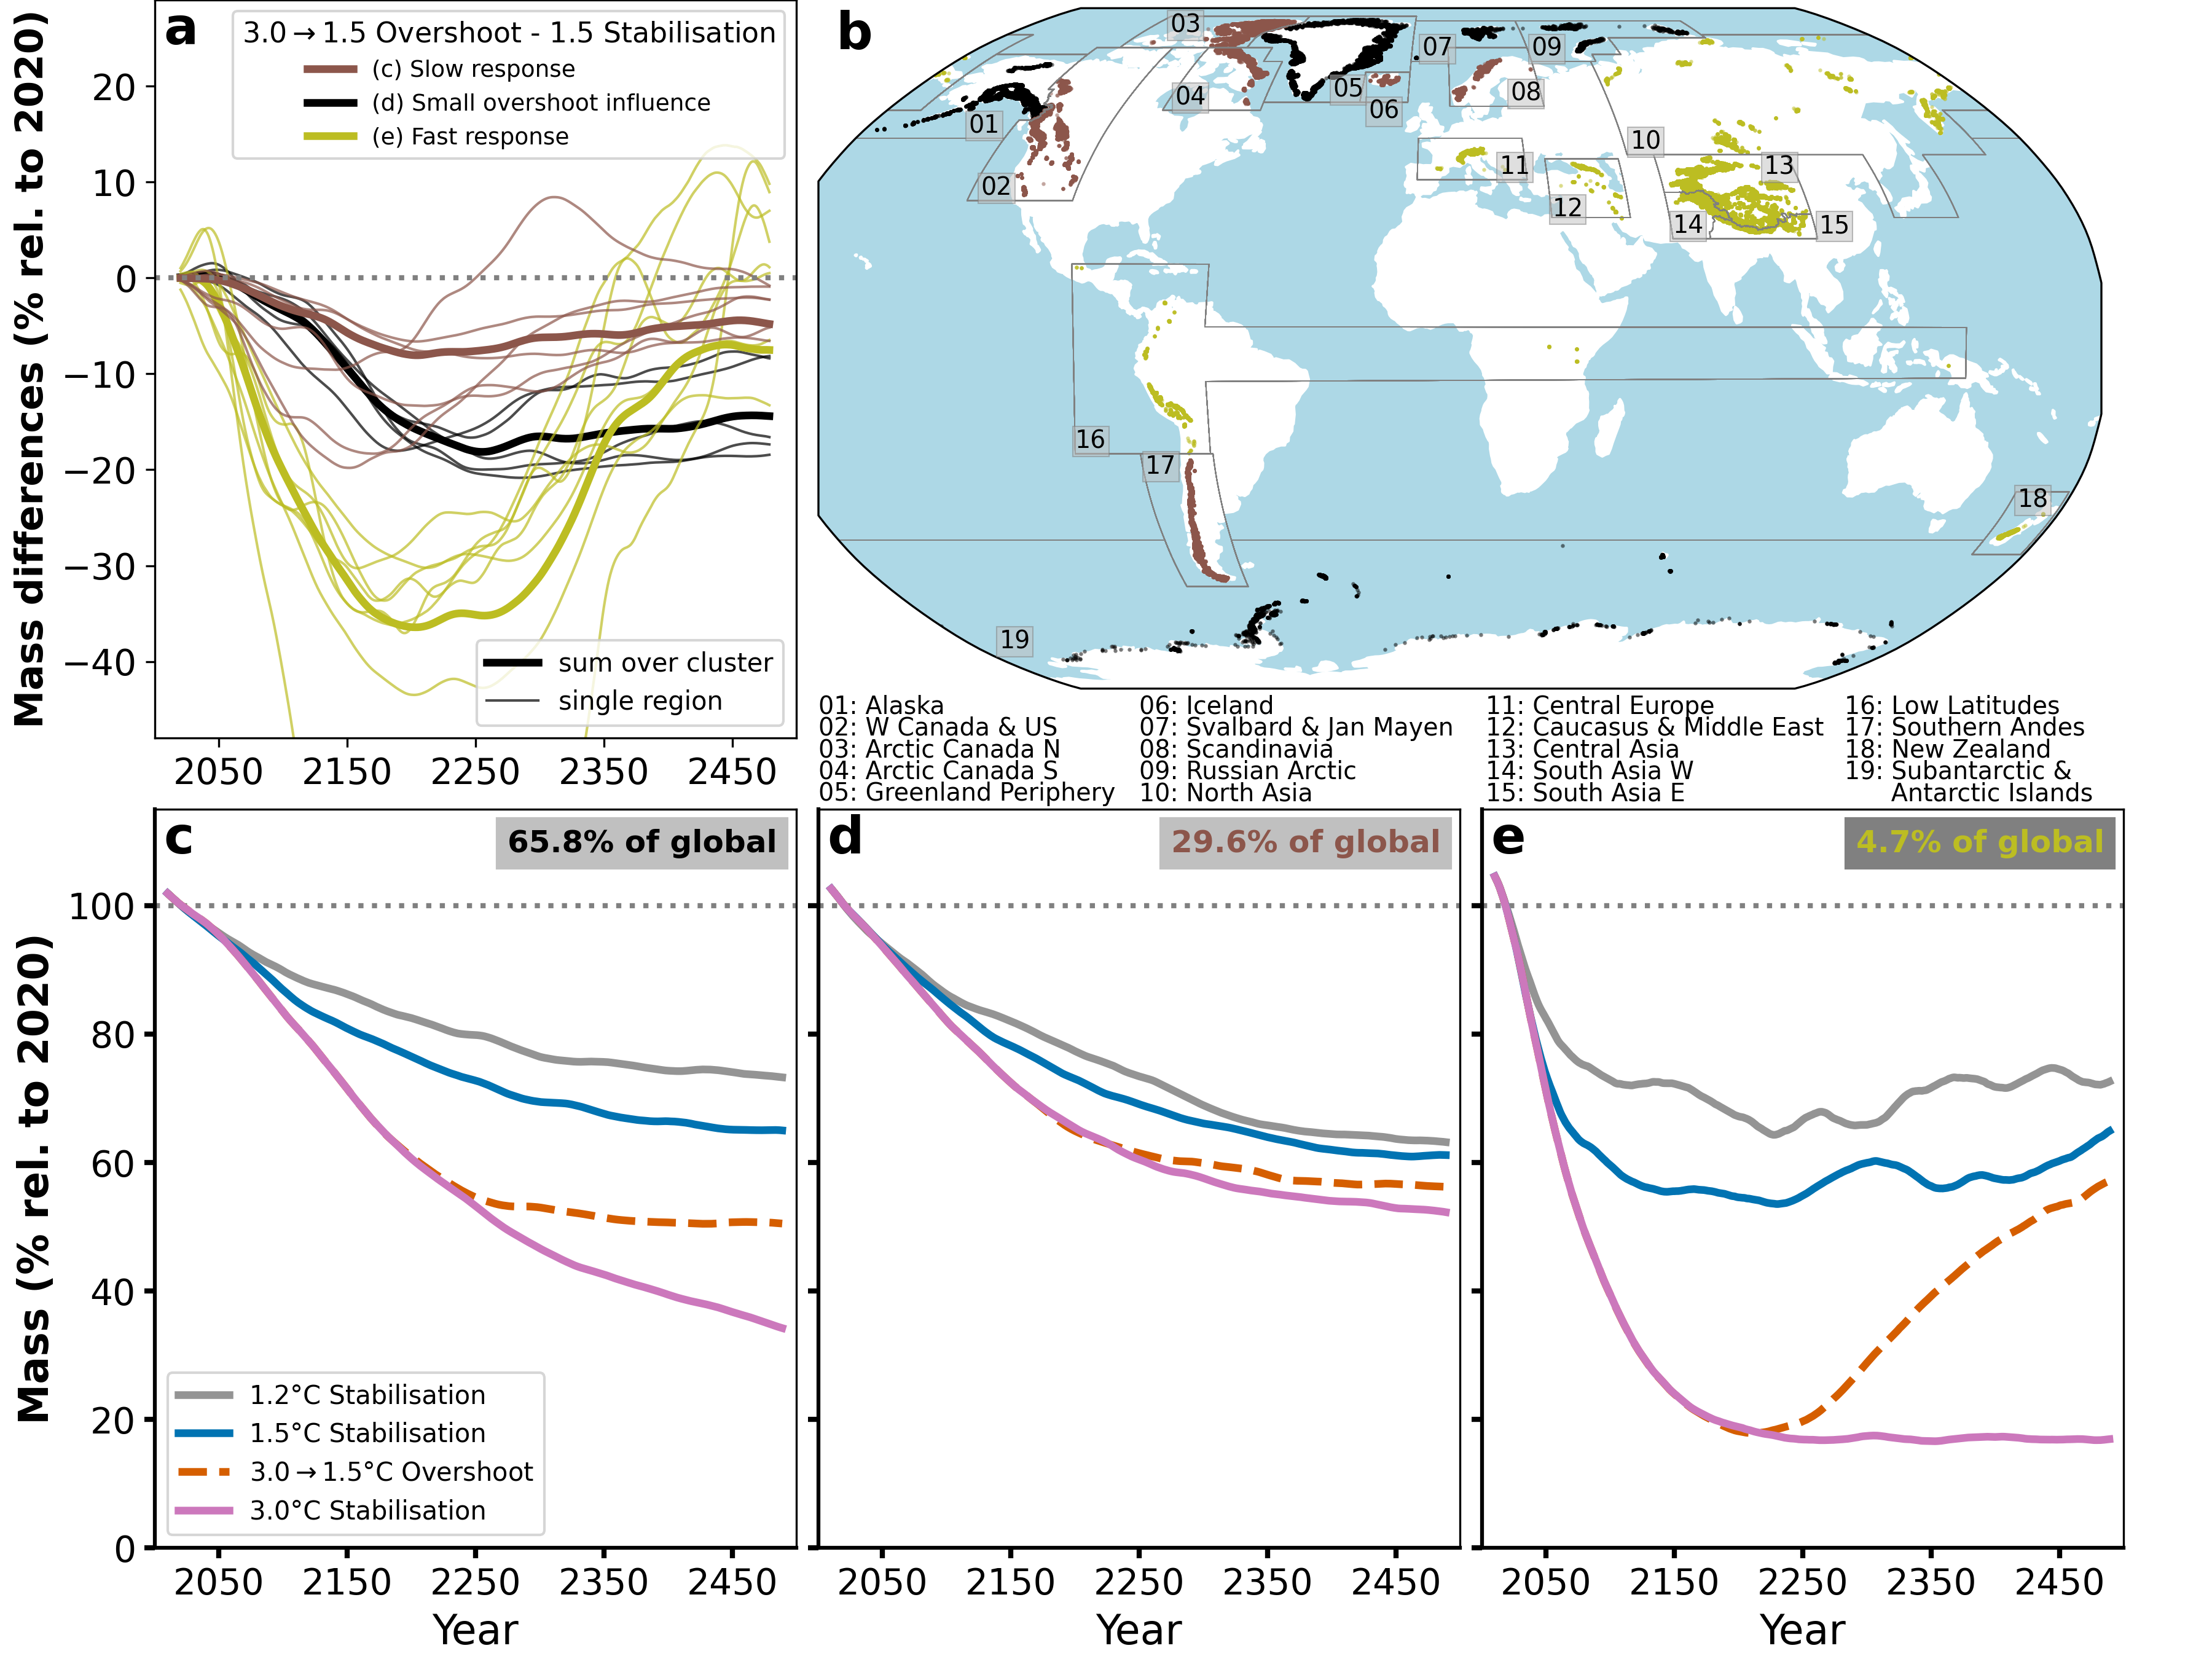 a
3.0→1.5 Overshoot - 1.5 Stabilisation
(c) Slow response
(d) Small overshoot influence
(e) Fast response
Mass differences (% rel. to 2020)
20
10
0
−10
−20
−30
−40
sum over cluster
single region
2050
2150
2250
2350
2450
b
03
07
09
04
05
06
08
01
02
10
11
12
13
14
15
16
17
18
19
01: Alaska
02: W Canada & US
03: Arctic Canada N
04: Arctic Canada S
05: Greenland Periphery
06: Iceland
07: Svalbard & Jan Mayen
08: Scandinavia
09: Russian Arctic
10: North Asia
11: Central Europe
12: Caucasus & Middle East
13: Central Asia
14: South Asia W
15: South Asia E
16: Low Latitudes
17: Southern Andes
18: New Zealand
19: Subantarctic &
Antarctic Islands
c
65.8% of global
Mass (% rel. to 2020)
100
80
60
40
20
0
1.2°C Stabilisation
1.5°C Stabilisation
3.0→1.5°C Overshoot
3.0°C Stabilisation
2050
2150
2250
2350
2450
Year
d
29.6% of global
2050
2150
2250
2350
2450
Year
e
4.7% of global
2050
2150
2250
2350
2450
Year